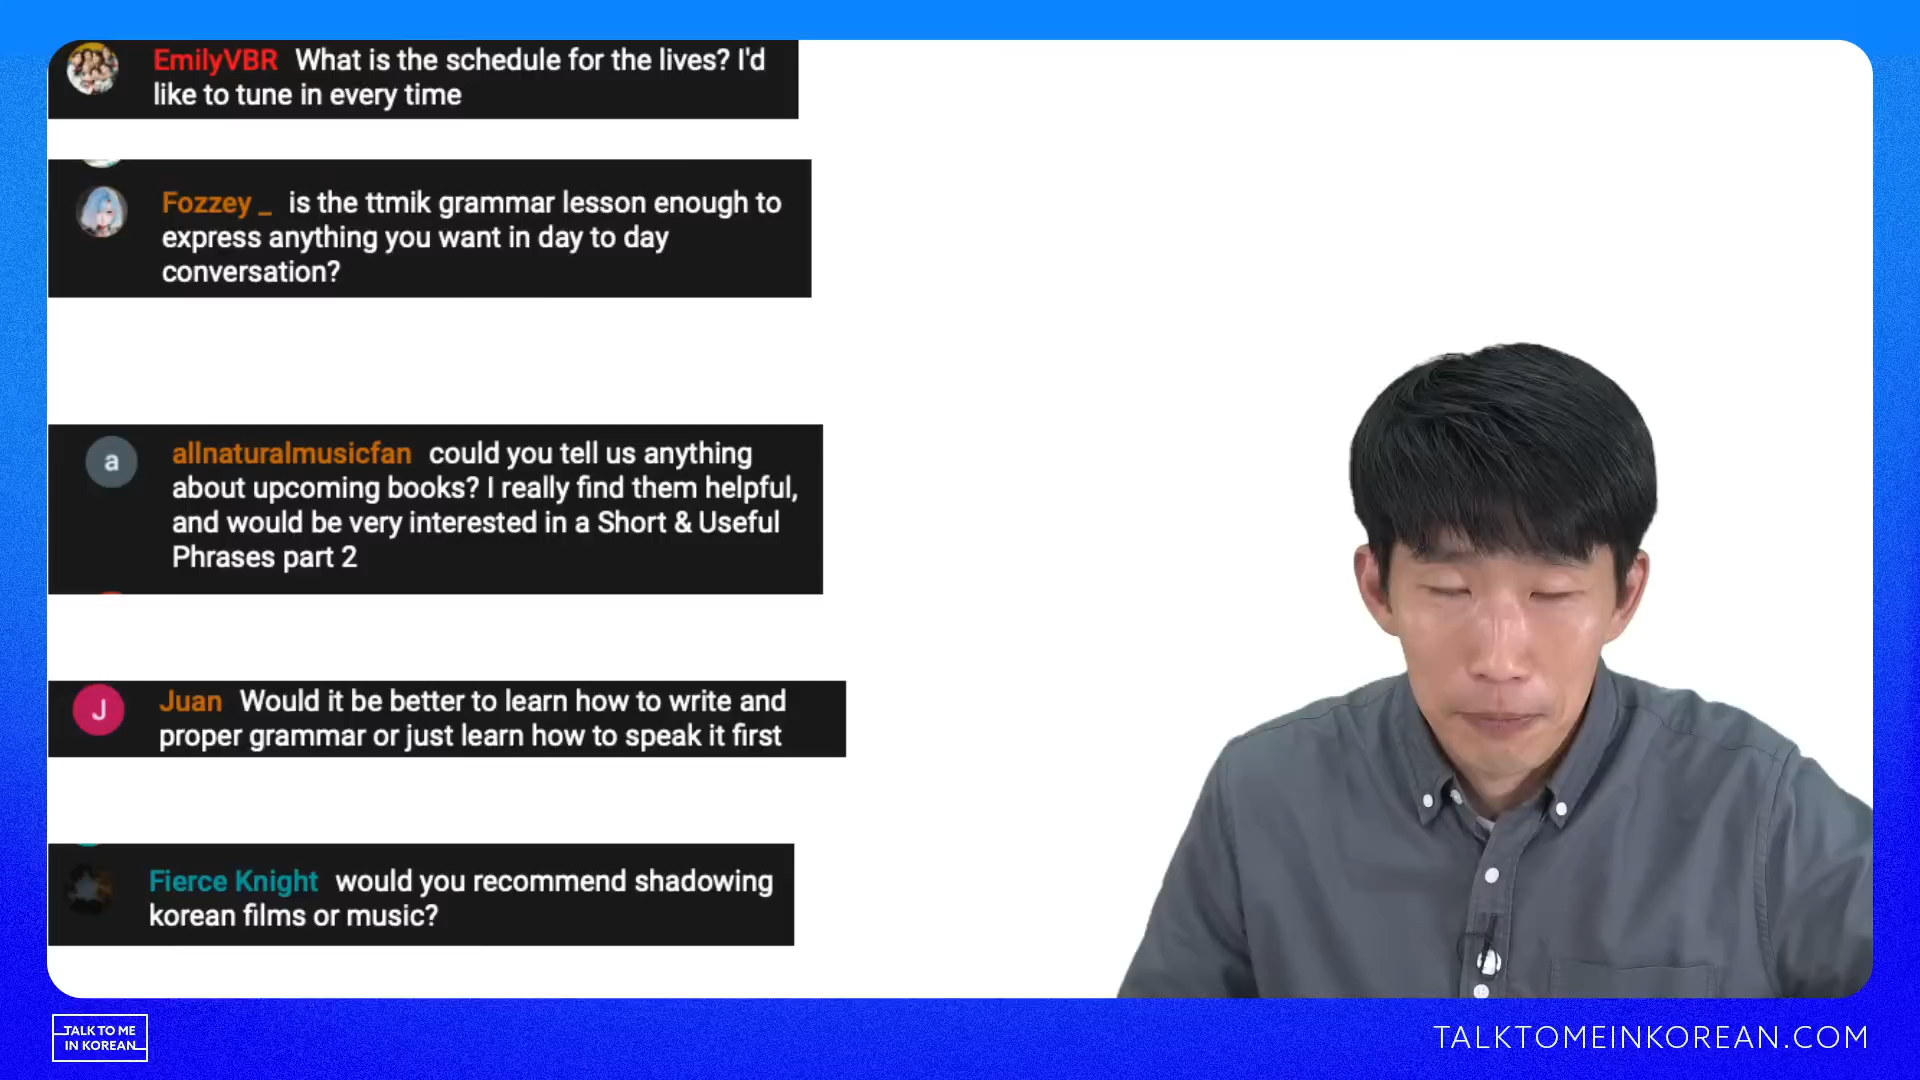 EmilyVBR What is the schedule for the lives? I'd
like to tune in every time
Fozzey _ is the ttmik grammar lesson enough to
express anything you want in day to day
conversation?
a
allnaturalmusicfan could you tell us anything
about upcoming books? I really find them helpful,
and would be very interested in a Short & Useful
Phrases part 2
J
Juan Would it be better to learn how to write and
proper grammar or just learn how to speak it first
Fierce Knight would you recommend shadowing
korean films or music?
TALK TO ME
IN KOREAN
TALKTOMEINKOREAN.COM